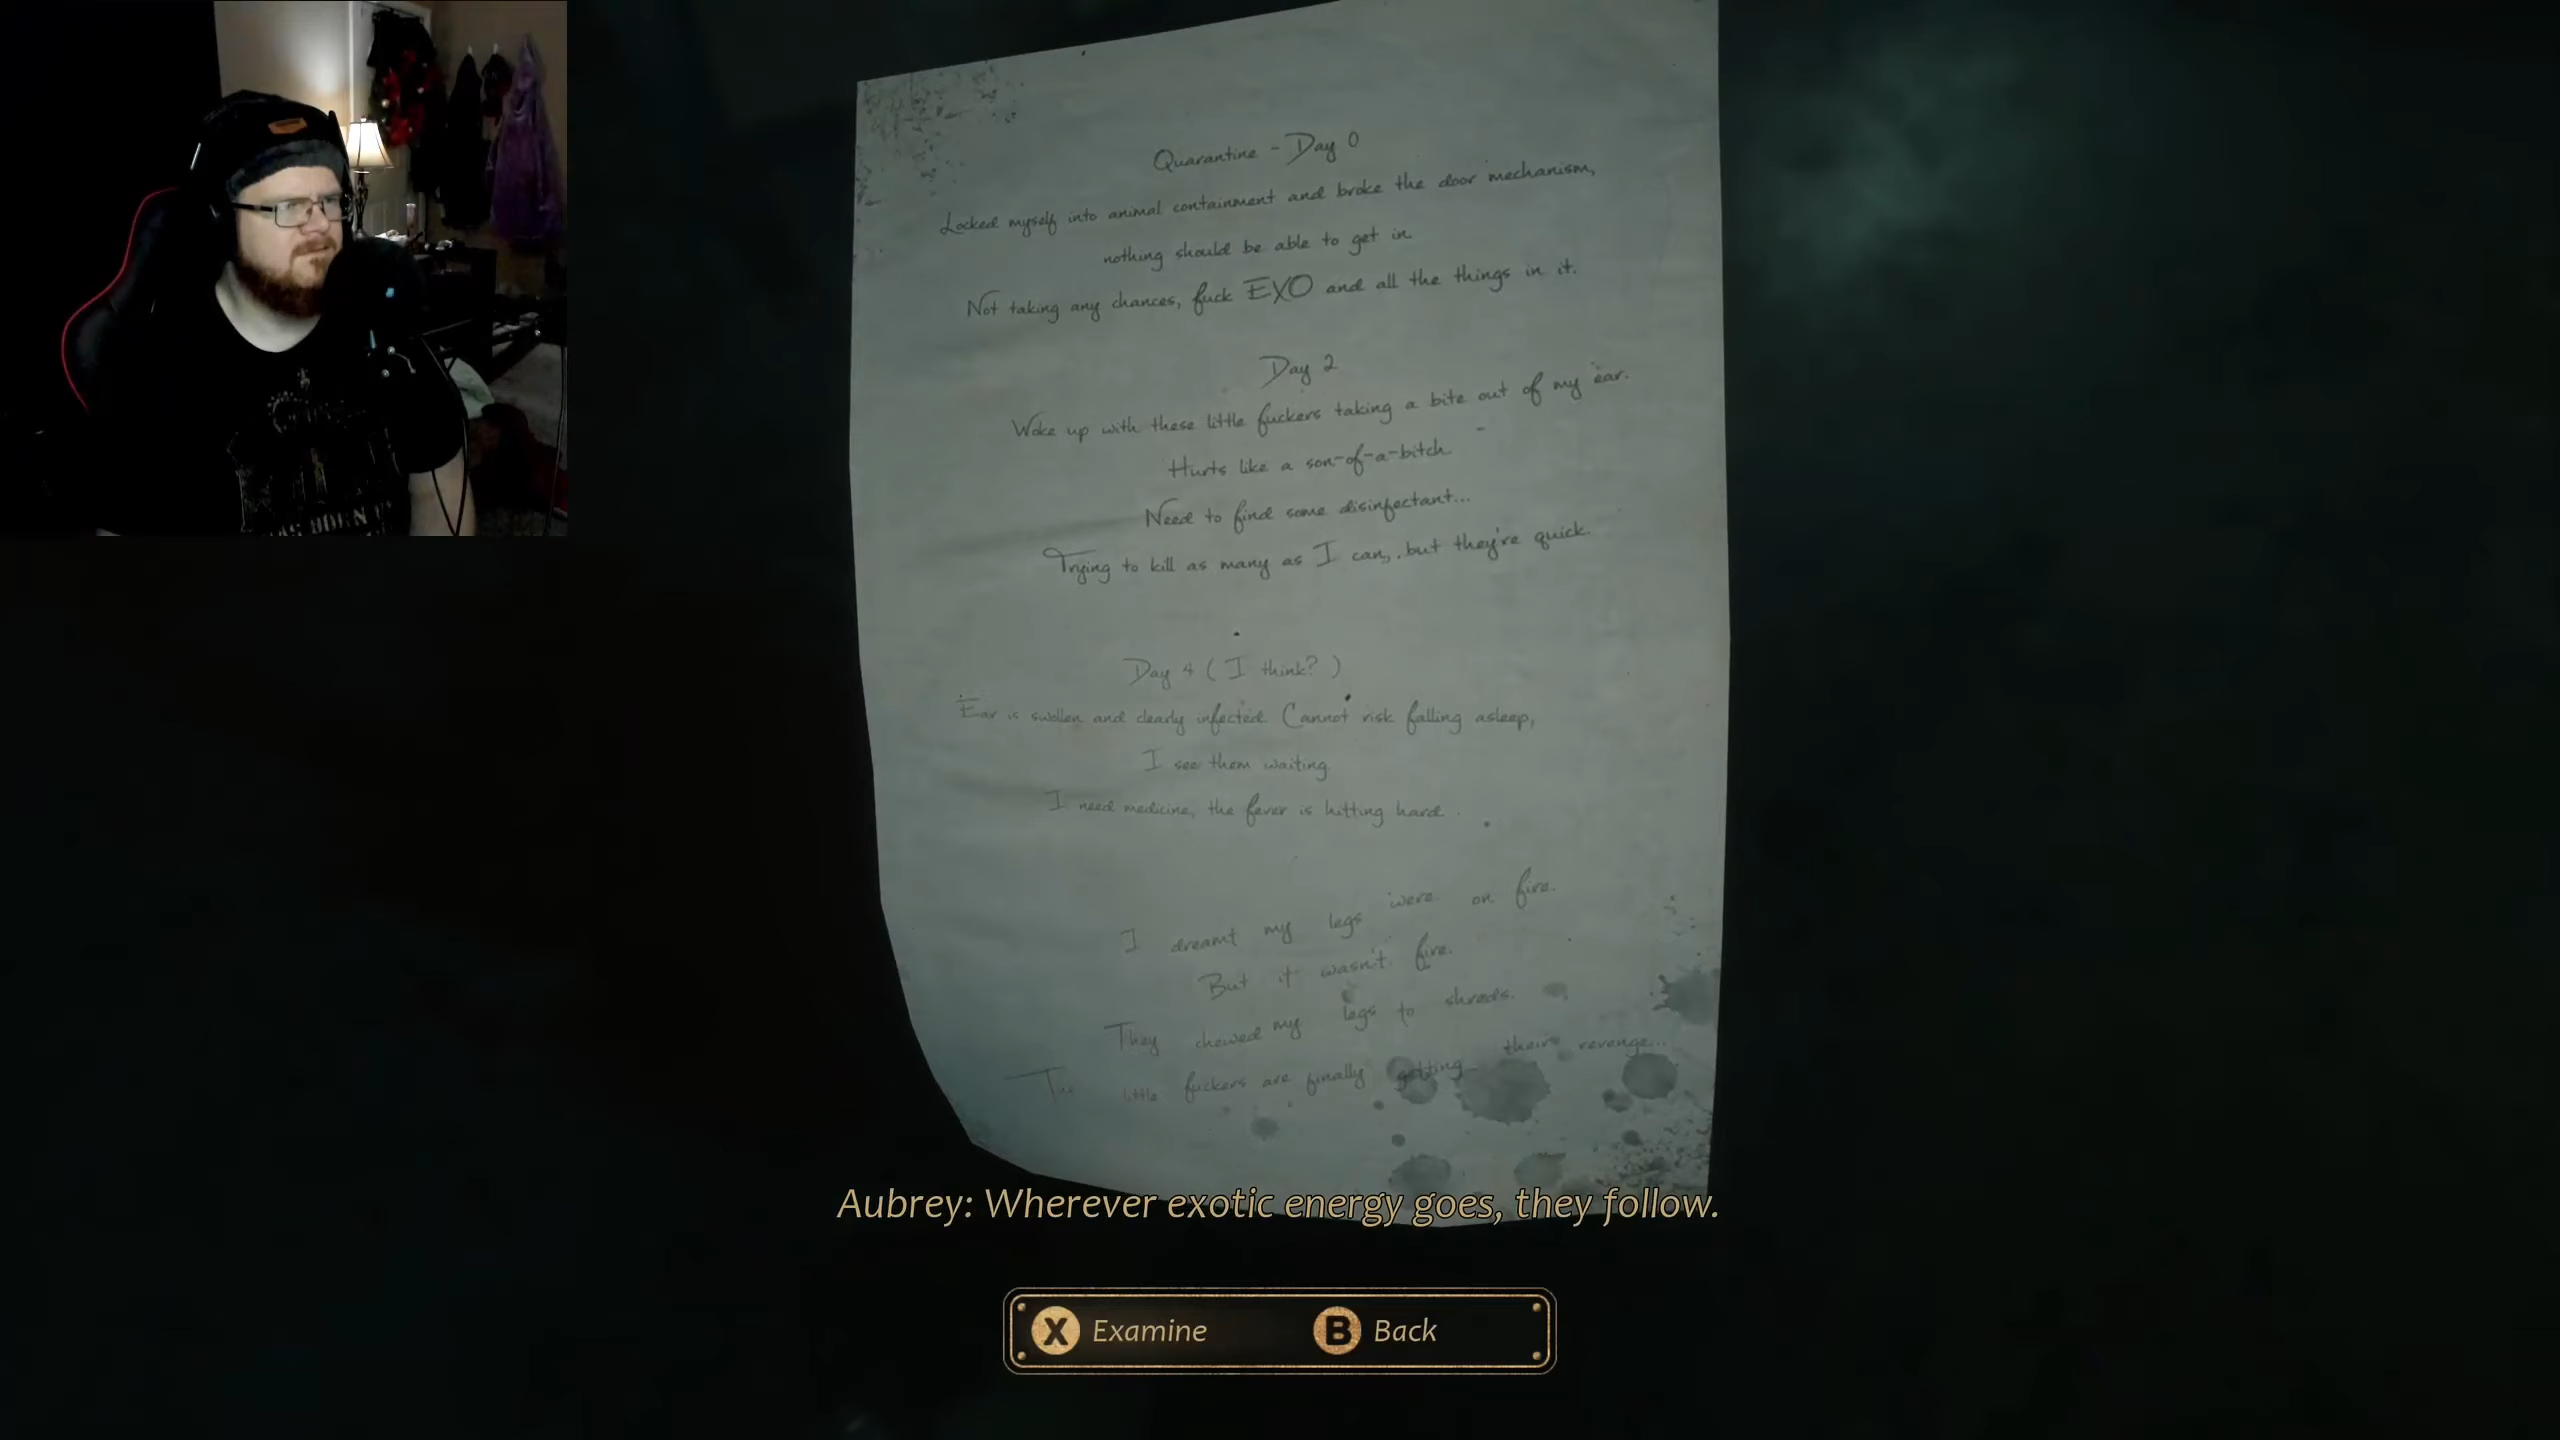 Quarantine - Day 0
Locked myself into animal containment and broke the door mechanism,
nothing should be able to get in.
Not taking any chances, fuck EXO and all the things in it.
Day 2
Woke up with these little fuckers taking a bite out of my ear.
Hurts like a son-of-a-bitch.
Need to find some disinfectant...
Trying to kill as many as I can, but they're quick.
Day 4 ( I think? )
Ear is swollen and clearly infected. Cannot risk falling asleep,
I see them waiting.
I need medicine, the fever is hitting hard.
I dreamt my legs were on fire.
But it wasn't fire.
They chewed my legs to shreds.
The little fuckers are finally getting their revenge...
Aubrey: Wherever exotic energy goes, they follow.
X Examine B Back